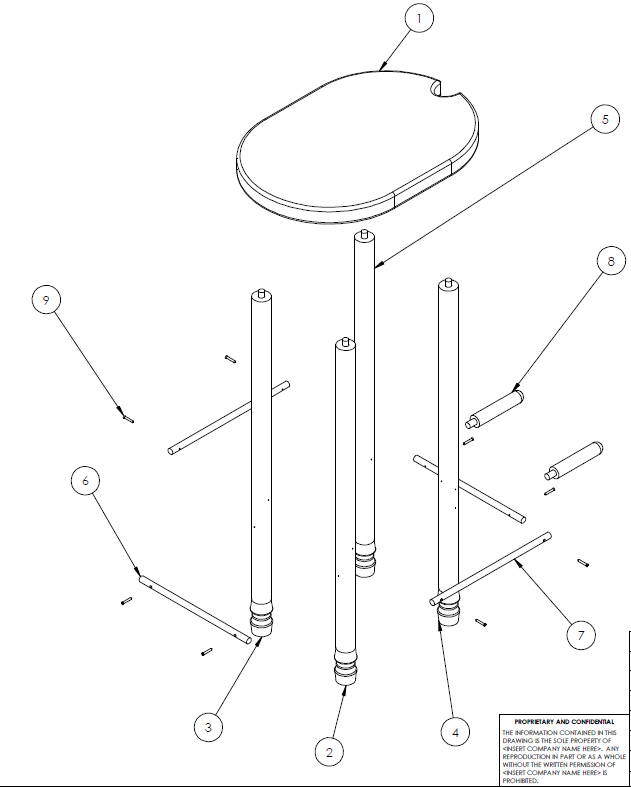 1
5
8
9
6
7
3
2
4
PROPRIETARY AND CONFIDENTIAL
THE INFORMATION CONTAINED IN THIS
DRAWING IS THE SOLE PROPERTY OF
<INSERT COMPANY NAME HERE>. ANY
REPRODUCTION IN PART OR AS A WHOLE
WITHOUT THE WRITTEN PERMISSION OF
<INSERT COMPANY NAME HERE> IS
PROHIBITED.